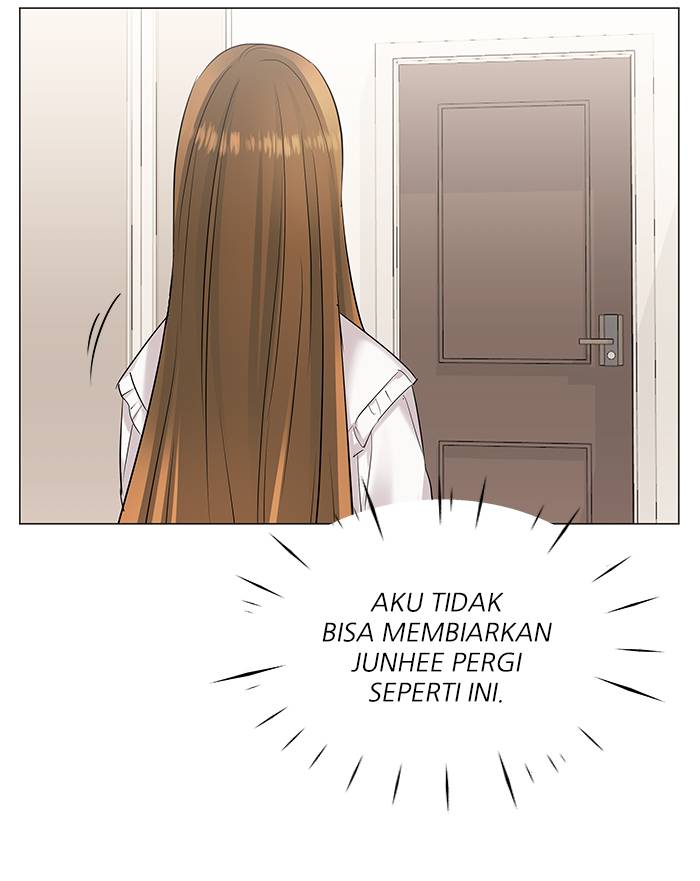 AKU TIDAK
BISA MEMBIARKAN
JUNHEE PERGI
SEPERTI INI.